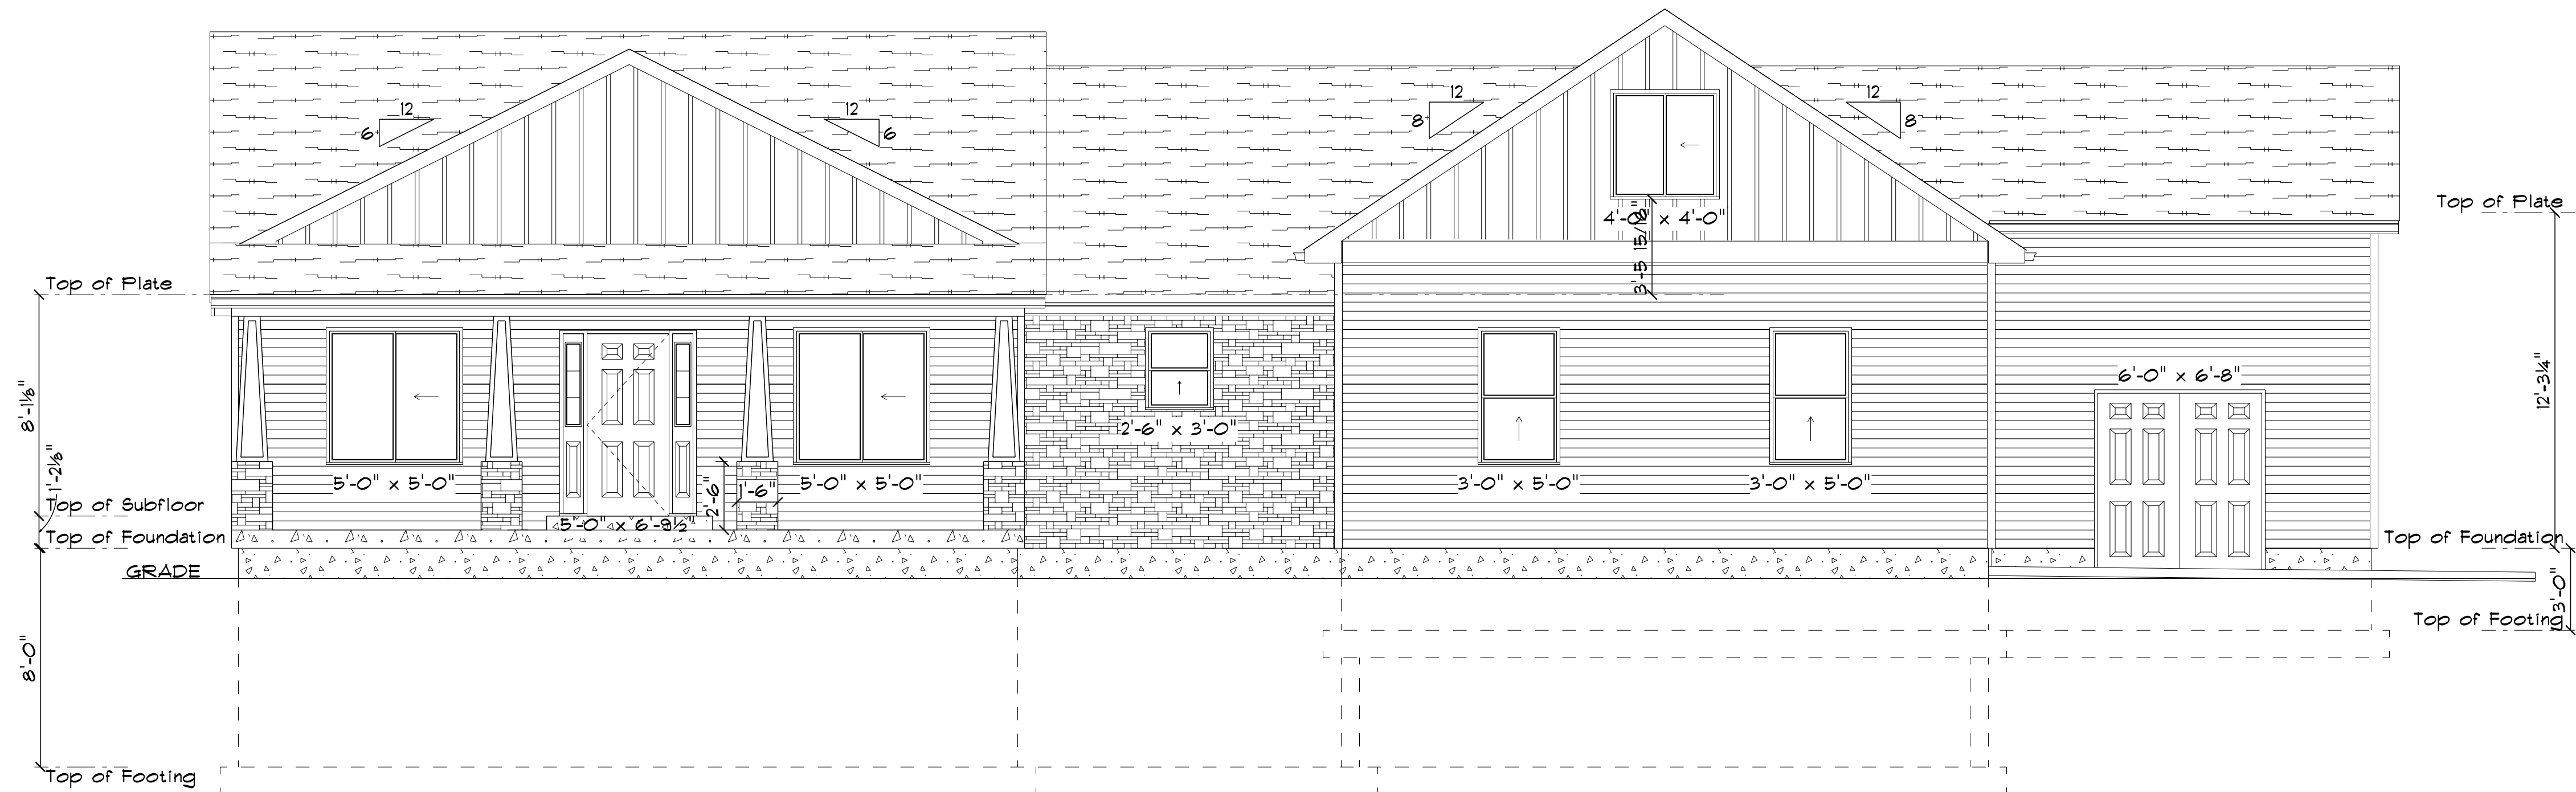 12
6
12
6
12
8
12
8
4'-0" x 4'-0"
3'-5 15/16"
Top of Plate
Top of Plate
8'-1⅛"
1'-2⅛"
12'-3¼"
6'-0" x 6'-8"
2'-6" x 3'-0"
5'-0" x 5'-0"
2'-6"
1'-6"
5'-0" x 5'-0"
3'-0" x 5'-0"
3'-0" x 5'-0"
Top of Subfloor
5'-0" x 6'-9½"
Top of Foundation
Top of Foundation
GRADE
3'-0"
Top of Footing
8'-0"
Top of Footing